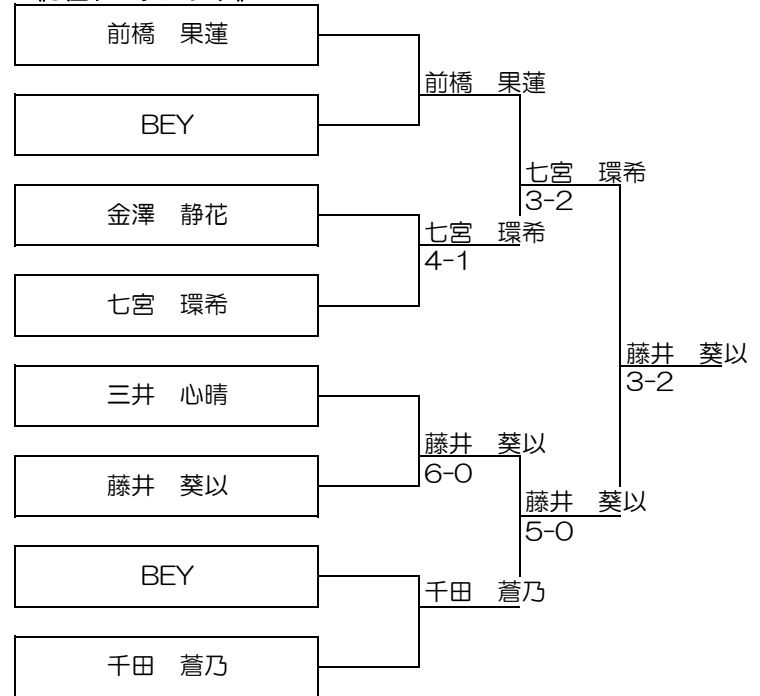 前橋　果蓮
BEY
金澤　静花
七宮　環希
三井　心晴
藤井　葵以
BEY
千田　蒼乃
前橋　果蓮
七宮　環希
4-1
藤井　葵以
6-0
千田　蒼乃
七宮　環希
3-2
藤井　葵以
5-0
藤井　葵以
3-2